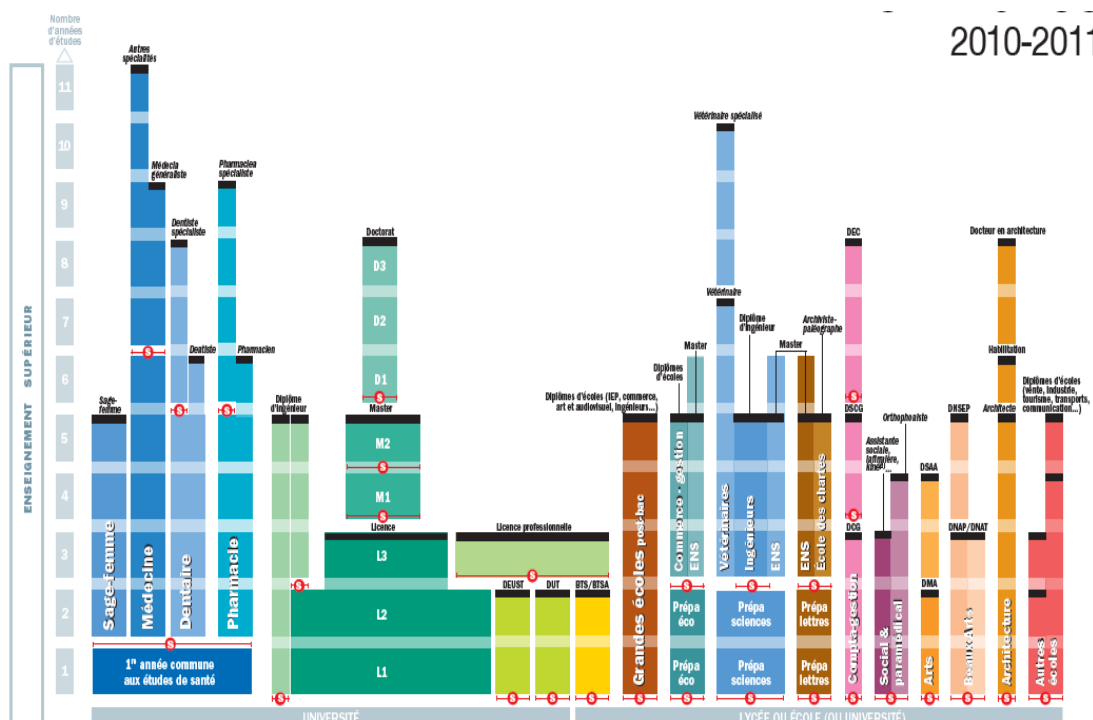 2010-2011
Nombre
d'années
d'études
11
10
9
8
7
6
5
4
3
2
1
ENSEIGNEMENT SUPÉRIEUR
Autres
spécialités
Médecin
généraliste
Pharmacien
spécialiste
Dentiste
spécialiste
Dentiste
Pharmacien
Sage-
femme
Sage-femme
Médecine
Dentaire
Pharmacie
S
S
S
S
1re année commune
aux études de santé
Diplôme
d'ingénieur
S
S
Doctorat
D3
D2
D1
S
Master
M2
S
M1
S
Licence
L3
L2
L1
Licence professionnelle
S
DEUST
S
DUT
S
BTS/BTSA
S
Diplômes d'écoles (IEP, commerce,
art et audiovisuel, ingénieurs...)
Grandes écoles post-bac
S
Diplômes
d'écoles
Master
Commerce - gestion
ENS
S
Prépa
éco
Prépa
éco
S
Vétérinaire spécialisé
Vétérinaire
Diplôme
d'ingénieur
Master
Vétérinaires
Ingénieurs
ENS
S
Prépa
sciences
Prépa
sciences
S
Archiviste-
paléographe
ENS
École des chartes
S
Prépa
lettres
Prépa
lettres
S
DEC
S
DSCG
S
DCG
Compta-gestion
S
Assistante
sociale,
infirmière,
kiné...
Orthophoniste
Social &
paramédical
S
DSAA
DMA
Arts
S
DNSEP
DNAP/DNAT
Beaux-Arts
S
Docteur en architecture
Habilitation
Architecte
Architecture
S
Diplômes d'écoles
(vente, industrie,
tourisme, transports,
communication...)
Autres
écoles
S
UNIVERSITÉ
LYCÉE OU ÉCOLE (OU UNIVERSITÉ)